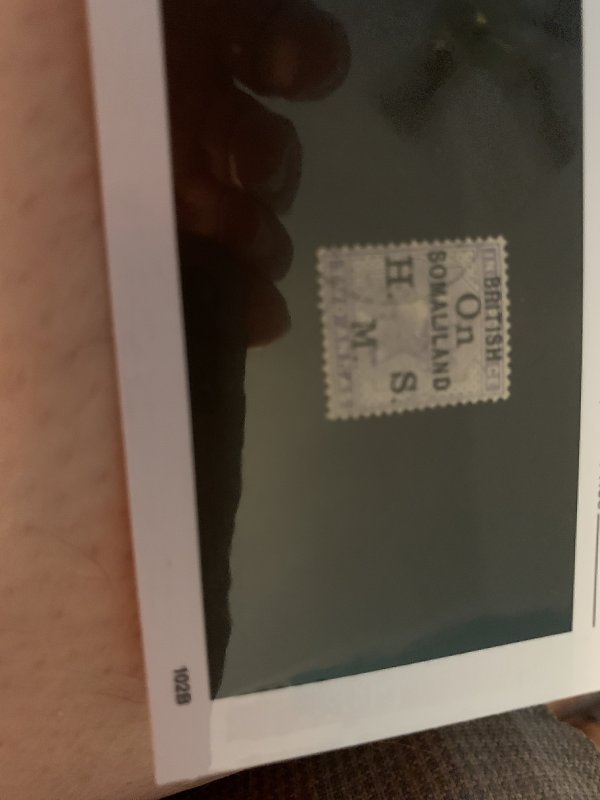 BRITISH
On
SOMALILAND
H.
S.
M
102B